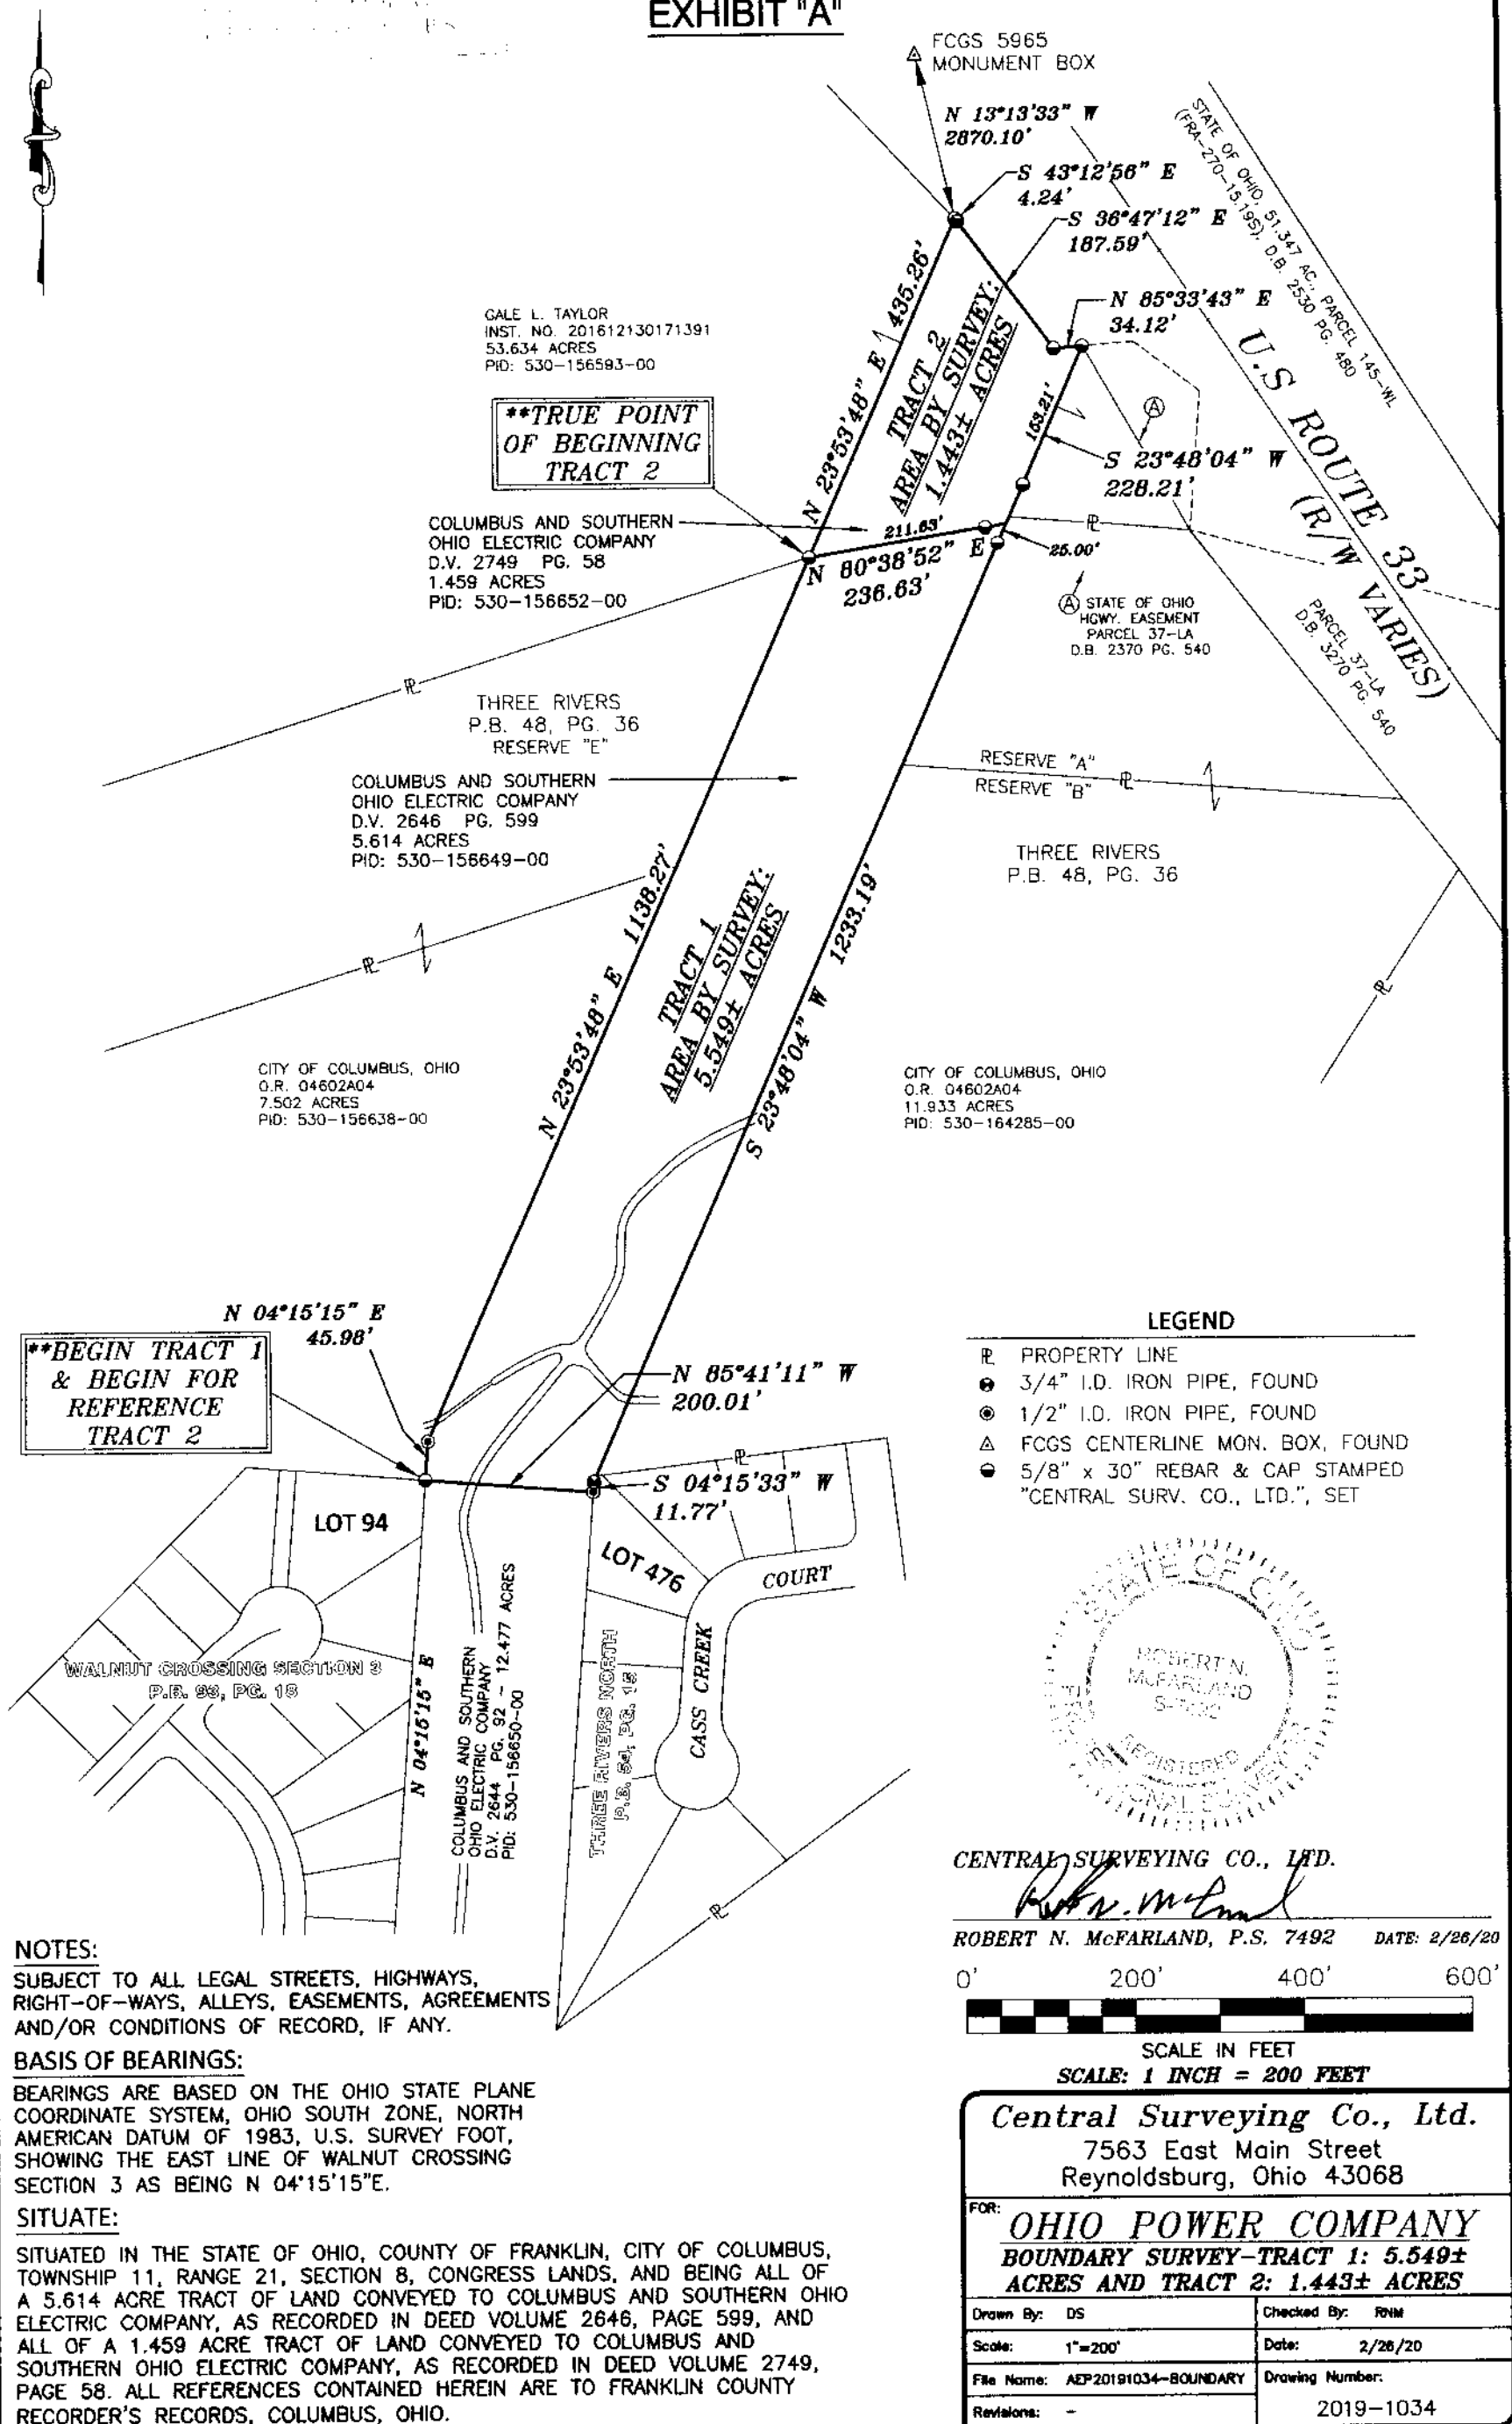 EXHIBIT "A"
FCGS 5965
MONUMENT BOX
N 13°13'33" W
2870.10'
S 43°12'56" E
4.24'
S 36°47'12" E
187.59'
N 85°33'43" E
34.12'
STATE OF OHIO, 51.347 AC., PARCEL 145-WL
(FRA-270-15.19S), D.B. 2530 PG. 480
U.S ROUTE 33
(R/W VARIES)
GALE L. TAYLOR
INST. NO. 201612130171391
53.634 ACRES
PID: 530-156593-00
N 23°53'48" E 435.26'
TRACT 2
AREA BY SURVEY:
1.443± ACRES
**TRUE POINT
OF BEGINNING
TRACT 2
163.21'
A
S 23°48'04" W
228.21'
COLUMBUS AND SOUTHERN
OHIO ELECTRIC COMPANY
D.V. 2749 PG. 58
1.459 ACRES
PID: 530-156652-00
211.63'
N 80°38'52" E
236.63'
25.00'
PL
A STATE OF OHIO
HGWY. EASEMENT
PARCEL 37-LA
D.B. 2370 PG. 540
PARCEL 37-LA
D.B. 3270 PG. 540
PL
THREE RIVERS
P.B. 48, PG. 36
RESERVE "E"
RESERVE "A"
PL
RESERVE "B"
COLUMBUS AND SOUTHERN
OHIO ELECTRIC COMPANY
D.V. 2646 PG. 599
5.614 ACRES
PID: 530-156649-00
THREE RIVERS
P.B. 48, PG. 36
N 23°53'48" E 1138.27'
TRACT 1
AREA BY SURVEY:
5.549± ACRES
S 23°48'04" W 1233.19'
PL
PL
CITY OF COLUMBUS, OHIO
O.R. 04602A04
7.502 ACRES
PID: 530-156638-00
CITY OF COLUMBUS, OHIO
O.R. 04602A04
11.933 ACRES
PID: 530-164285-00
N 04°15'15" E
45.98'
**BEGIN TRACT 1
& BEGIN FOR
REFERENCE
TRACT 2
N 85°41'11" W
200.01'
PL
S 04°15'33" W
11.77'
LOT 94
LOT 476
COURT
CASS CREEK
WALNUT CROSSING SECTION 3
P.B. 93, PG. 18
N 04°15'15" E
COLUMBUS AND SOUTHERN
OHIO ELECTRIC COMPANY
D.V. 2644 PG. 92 - 12.477 ACRES
PID: 530-156650-00
THREE RIVERS NORTH
P.B. 54, PG. 15
PL
LEGEND
PL PROPERTY LINE
3/4" I.D. IRON PIPE, FOUND
1/2" I.D. IRON PIPE, FOUND
FCGS CENTERLINE MON. BOX, FOUND
5/8" x 30" REBAR & CAP STAMPED
"CENTRAL SURV. CO., LTD.", SET
STATE OF OHIO
ROBERT N.
McFARLAND
S-7492
REGISTERED
PROFESSIONAL SURVEYOR
CENTRAL SURVEYING CO., LTD.
ROBERT N. McFARLAND, P.S. 7492 DATE: 2/26/20
0' 200' 400' 600'
SCALE IN FEET
SCALE: 1 INCH = 200 FEET
NOTES:
SUBJECT TO ALL LEGAL STREETS, HIGHWAYS,
RIGHT-OF-WAYS, ALLEYS, EASEMENTS, AGREEMENTS
AND/OR CONDITIONS OF RECORD, IF ANY.
BASIS OF BEARINGS:
BEARINGS ARE BASED ON THE OHIO STATE PLANE
COORDINATE SYSTEM, OHIO SOUTH ZONE, NORTH
AMERICAN DATUM OF 1983, U.S. SURVEY FOOT,
SHOWING THE EAST LINE OF WALNUT CROSSING
SECTION 3 AS BEING N 04°15'15"E.
SITUATE:
SITUATED IN THE STATE OF OHIO, COUNTY OF FRANKLIN, CITY OF COLUMBUS,
TOWNSHIP 11, RANGE 21, SECTION 8, CONGRESS LANDS, AND BEING ALL OF
A 5.614 ACRE TRACT OF LAND CONVEYED TO COLUMBUS AND SOUTHERN OHIO
ELECTRIC COMPANY, AS RECORDED IN DEED VOLUME 2646, PAGE 599, AND
ALL OF A 1.459 ACRE TRACT OF LAND CONVEYED TO COLUMBUS AND
SOUTHERN OHIO ELECTRIC COMPANY, AS RECORDED IN DEED VOLUME 2749,
PAGE 58. ALL REFERENCES CONTAINED HEREIN ARE TO FRANKLIN COUNTY
RECORDER'S RECORDS, COLUMBUS, OHIO.
Central Surveying Co., Ltd.
7563 East Main Street
Reynoldsburg, Ohio 43068
FOR: OHIO POWER COMPANY
BOUNDARY SURVEY-TRACT 1: 5.549±
ACRES AND TRACT 2: 1.443± ACRES
Drawn By: DS Checked By: RNM
Scale: 1"=200' Date: 2/26/20
File Name: AEP20191034-BOUNDARY Drawing Number:
Revisions: - 2019-1034